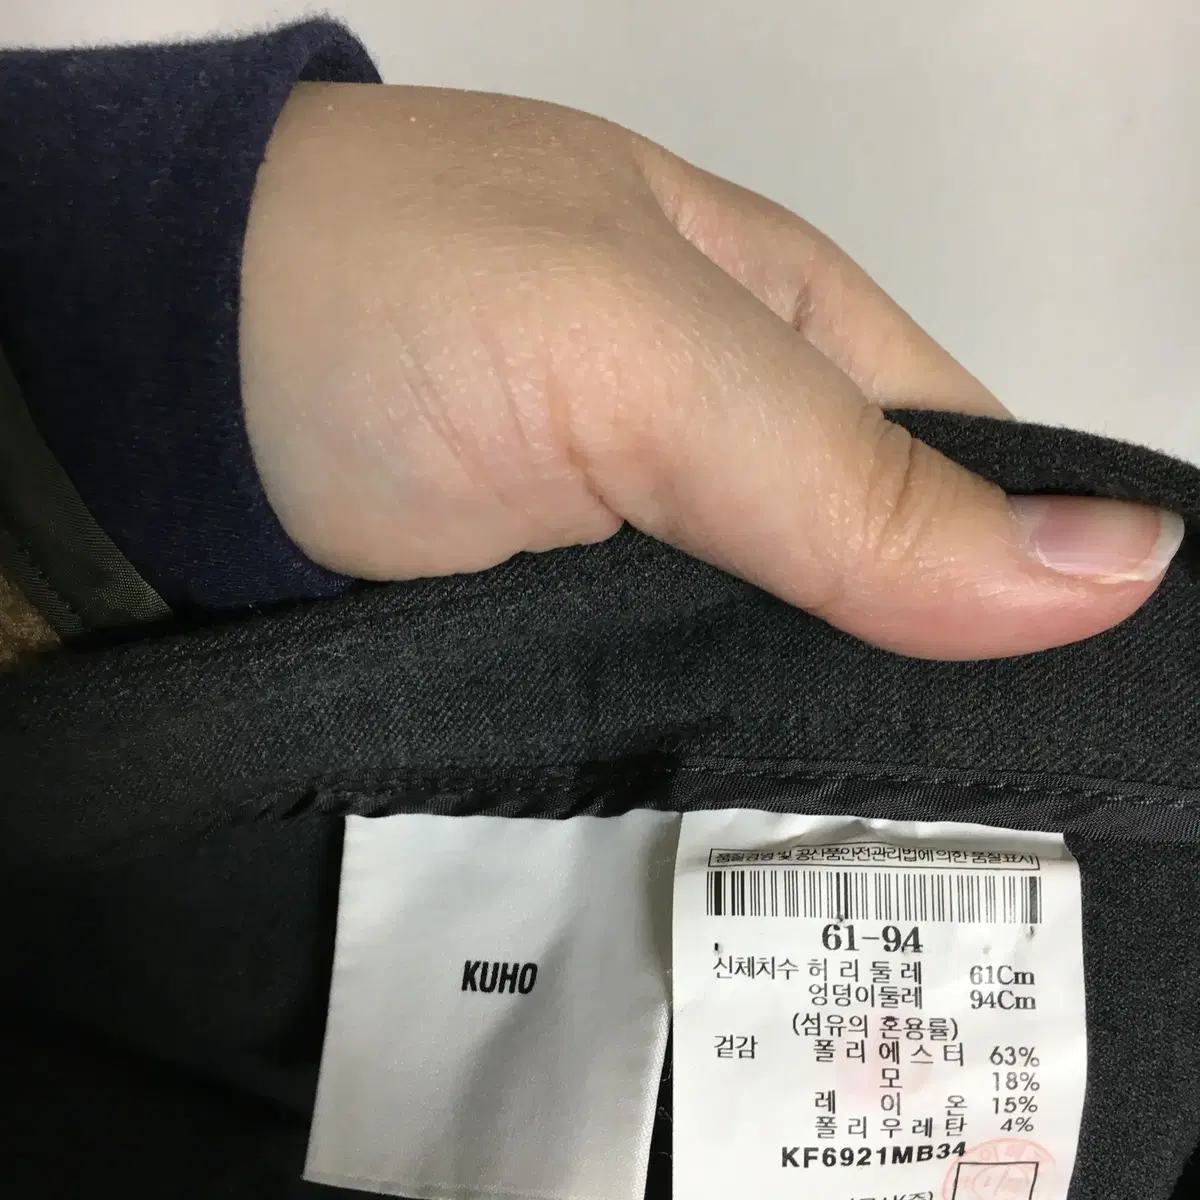 KUHO
품질경영 및 공산품안전관리법에 의한 품질표시
61-94
신체치수 허리둘레 61Cm
엉덩이둘레 94Cm
(섬유의 혼용률)
겉감 폴리에스터 63%
모 18%
레이온 15%
폴리우레탄 4%
KF6921MB34